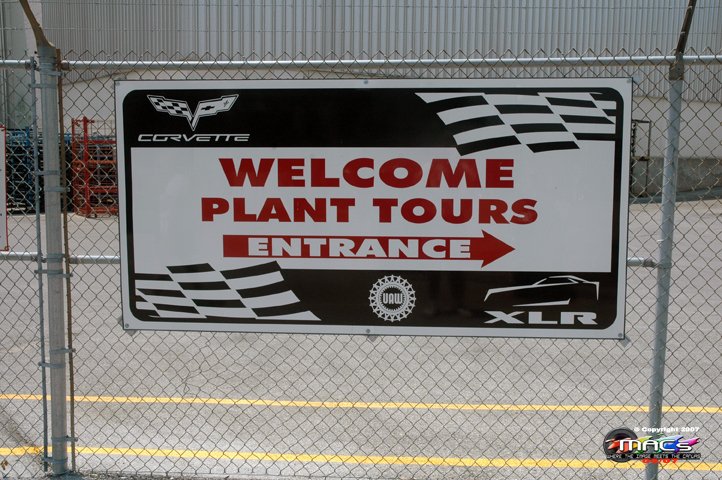 CORVETTE
WELCOME
PLANT TOURS
ENTRANCE
UAW
XLR
© Copyright 2007
MACS